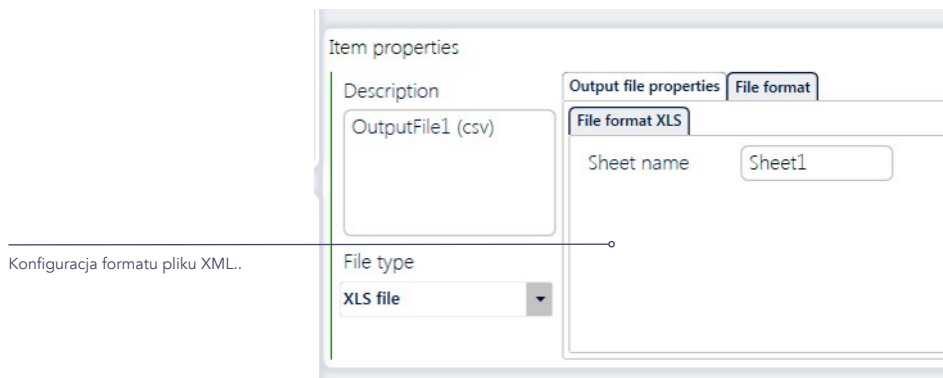 Item properties
Description
OutputFile1 (csv)
File type
XLS file
Output file properties
File format
File format XLS
Sheet name
Sheet1
Konfiguracja formatu pliku XML..